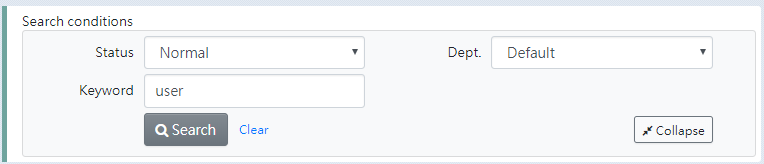 Search conditions
Status Normal Dept. Default
Keyword user
Search Clear Collapse